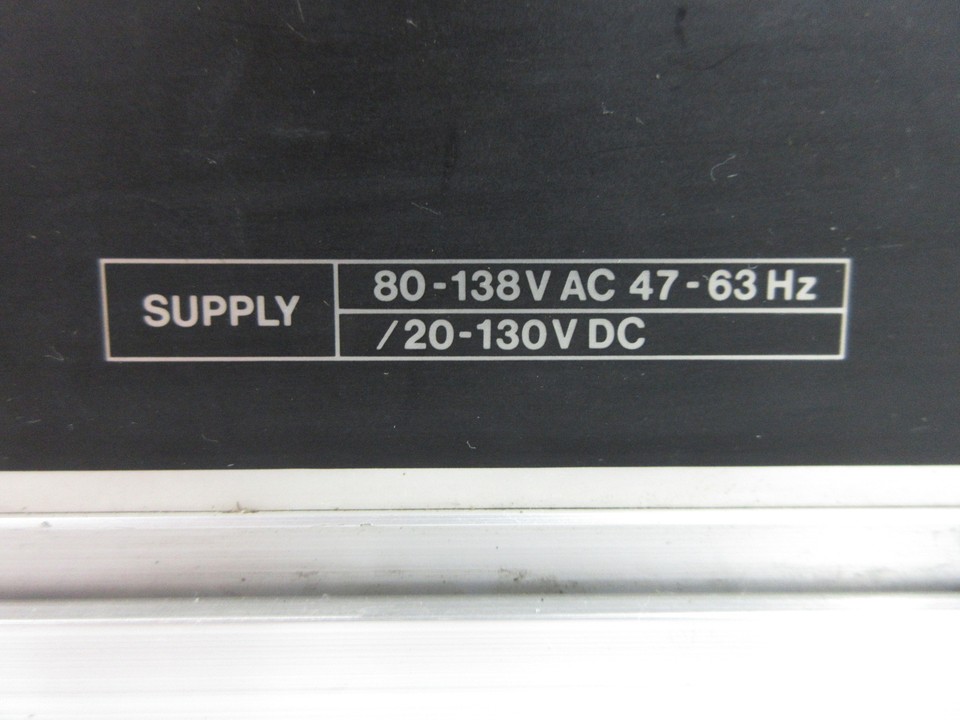 SUPPLY
80-138V AC 47-63 Hz
/20-130V DC